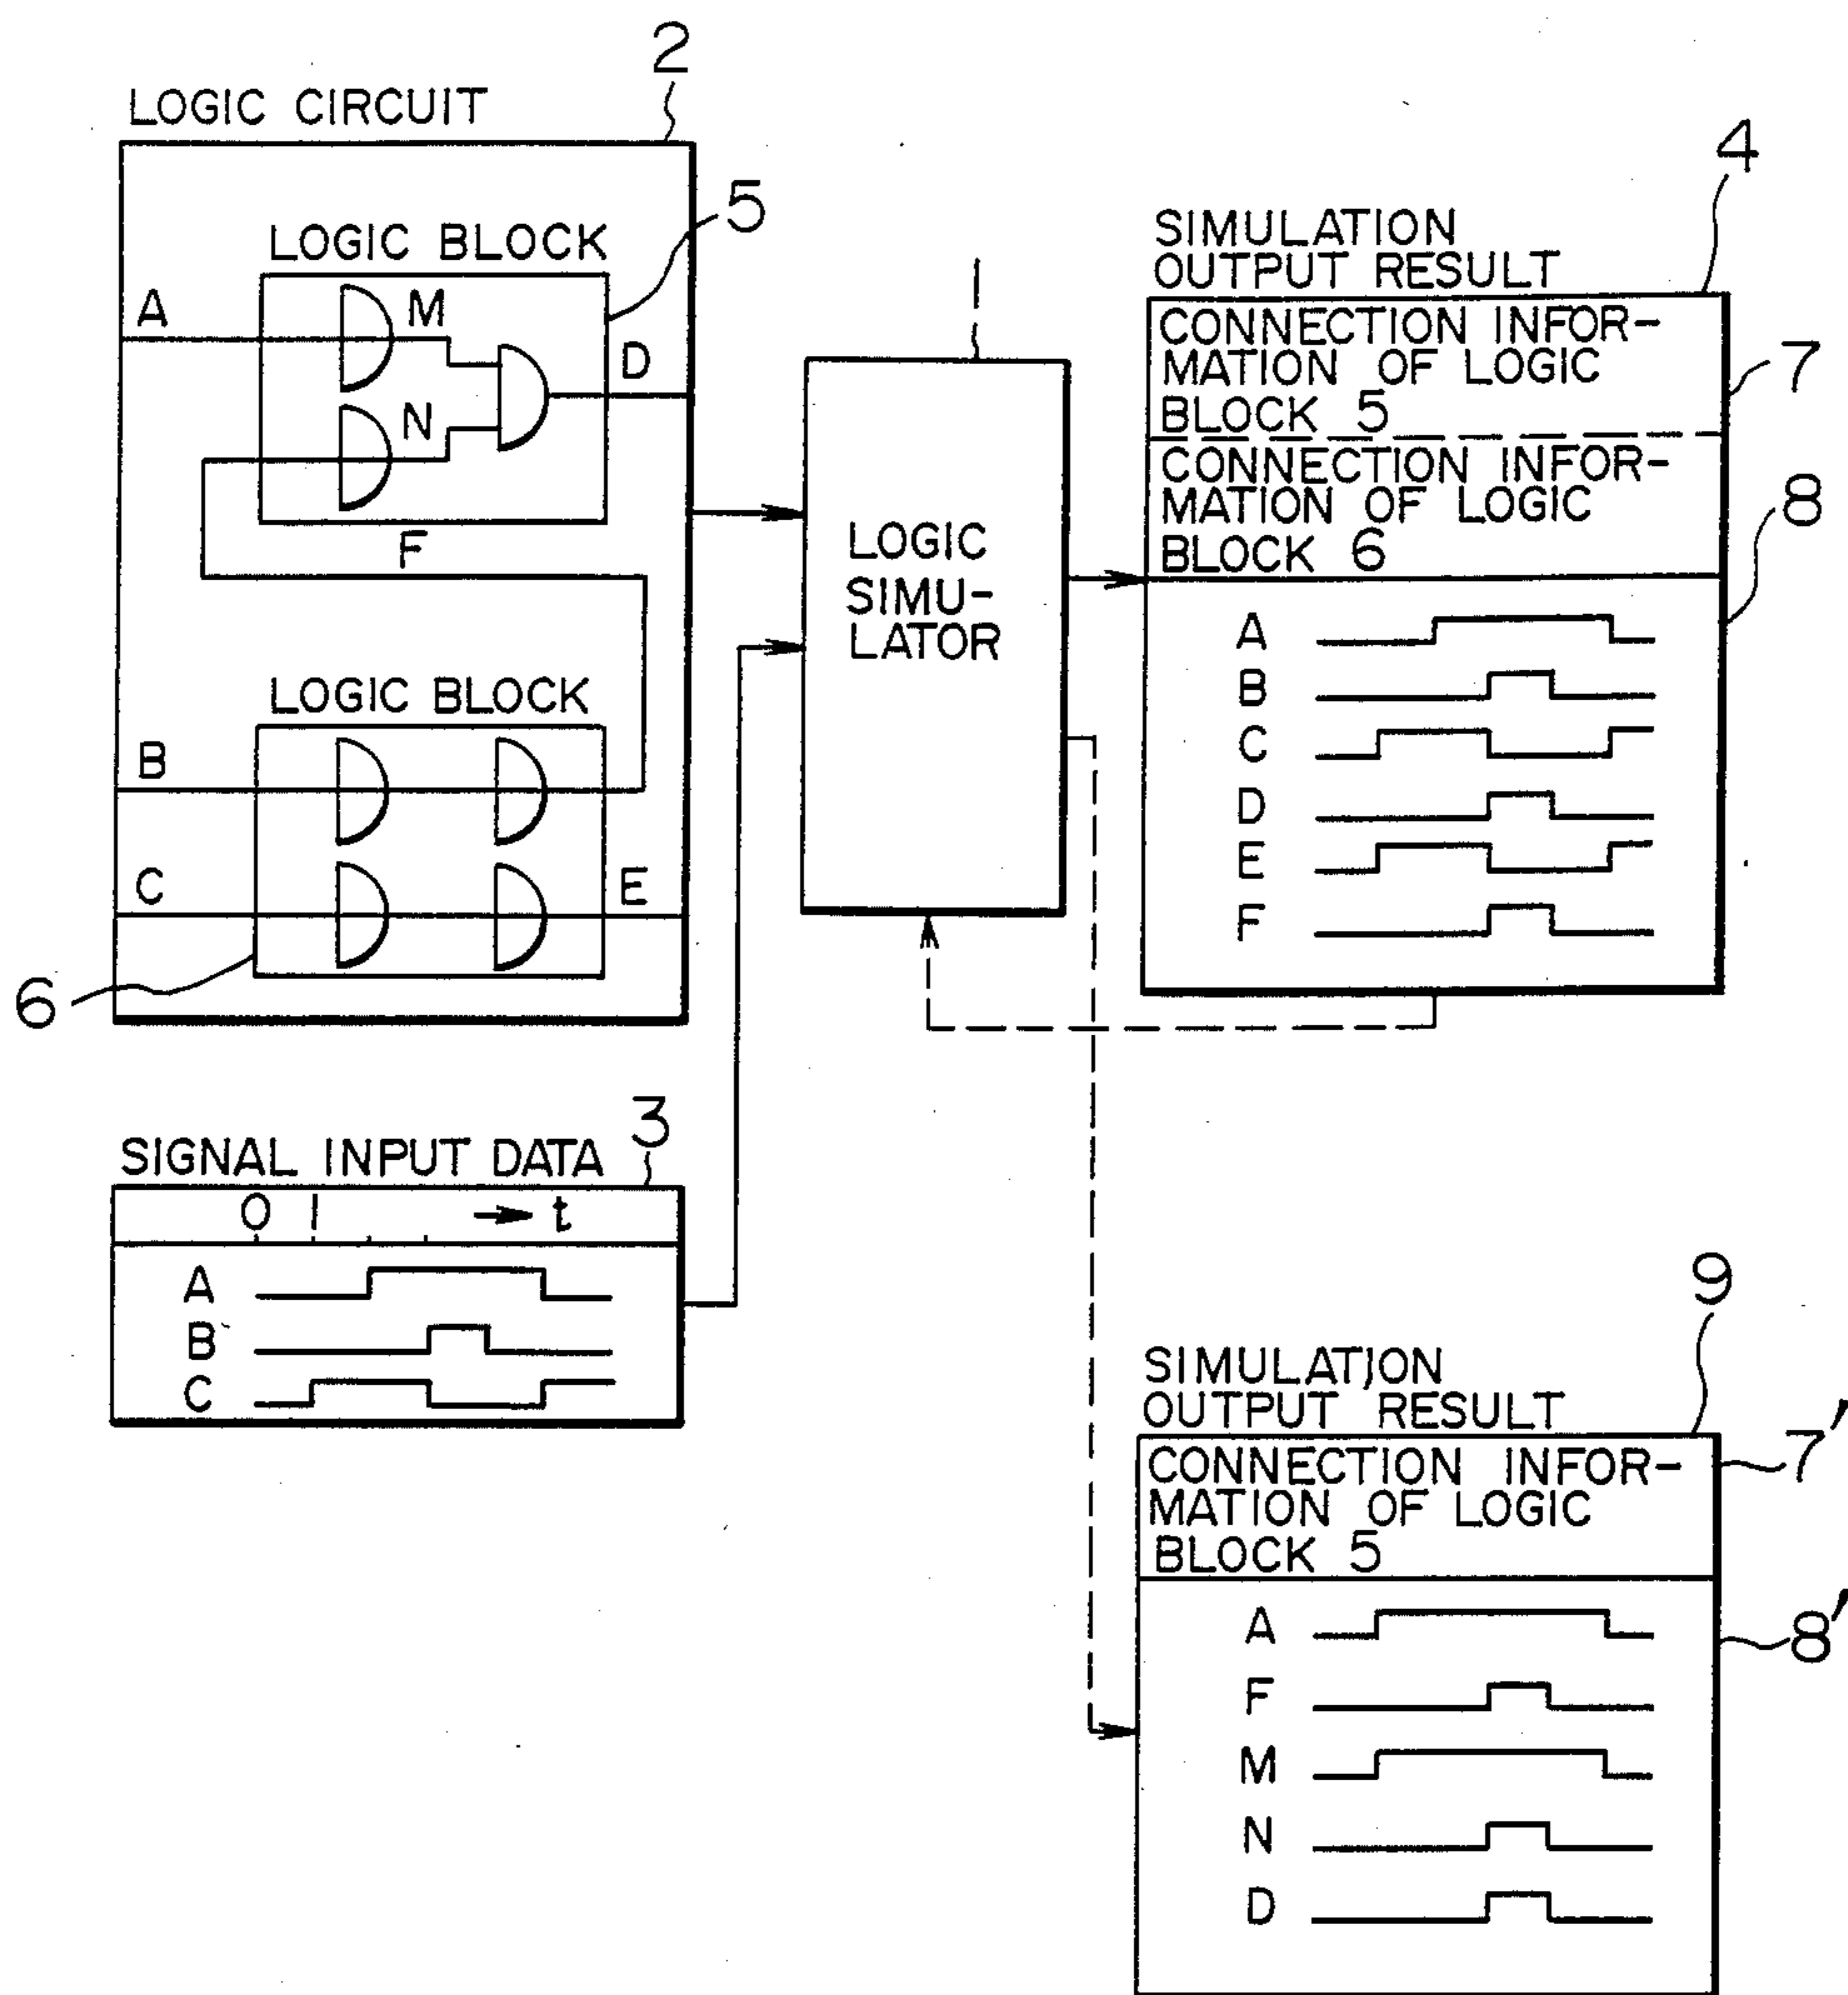 2
LOGIC CIRCUIT
5
LOGIC BLOCK
A
M
D
N
F
LOGIC BLOCK
B
C
E
6
3
SIGNAL INPUT DATA
0 1 → t
A
B
C
1
LOGIC
SIMU-
LATOR
4
SIMULATION
OUTPUT RESULT
CONNECTION INFOR-
MATION OF LOGIC
BLOCK 5
7
CONNECTION INFOR-
MATION OF LOGIC
BLOCK 6
8
A
B
C
D
E
F
9
SIMULATION
OUTPUT RESULT
7'
CONNECTION INFOR-
MATION OF LOGIC
BLOCK 5
8'
A
F
M
N
D